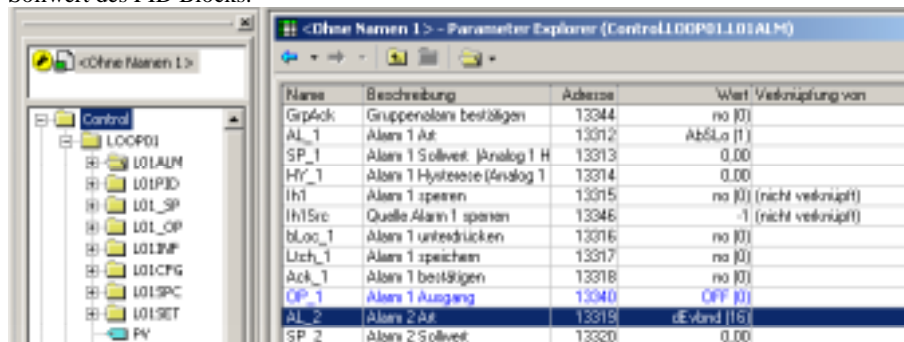 Sollwert des PID-Blocks.
<Ohne Namen 1> - Parameter Explorer (Control.LOOP01.L01ALM)
<Ohne Namen 1>
Control
LOOP01
L01ALM
L01PID
L01_SP
L01_OP
L01INP
L01CFG
L01SPC
L01SET
PV
Name Beschreibung Adresse Wert Verknüpfung von
GrpAck Gruppenalarm bestätigen 13344 no (0)
AL_1 Alarm 1 Art 13312 AbSLo (1)
SP_1 Alarm 1 Sollwert (Analog 1 H 13313 0,00
HY_1 Alarm 1 Hysterese (Analog 1 13314 0,00
Ih1 Alarm 1 sperren 13315 no (0) (nicht verknüpft)
Ih1Src Quelle Alarm 1 sperren 13346 -1 (nicht verknüpft)
bLoc_1 Alarm 1 unterdrücken 13316 no (0)
Ltch_1 Alarm 1 speichern 13317 no (0)
Ack_1 Alarm 1 bestätigen 13318 no (0)
OP_1 Alarm 1 Ausgang 13340 OFF (0)
AL_2 Alarm 2 Art 13319 dEvbnd (16)
SP_2 Alarm 2 Sollwert 13320 0,00